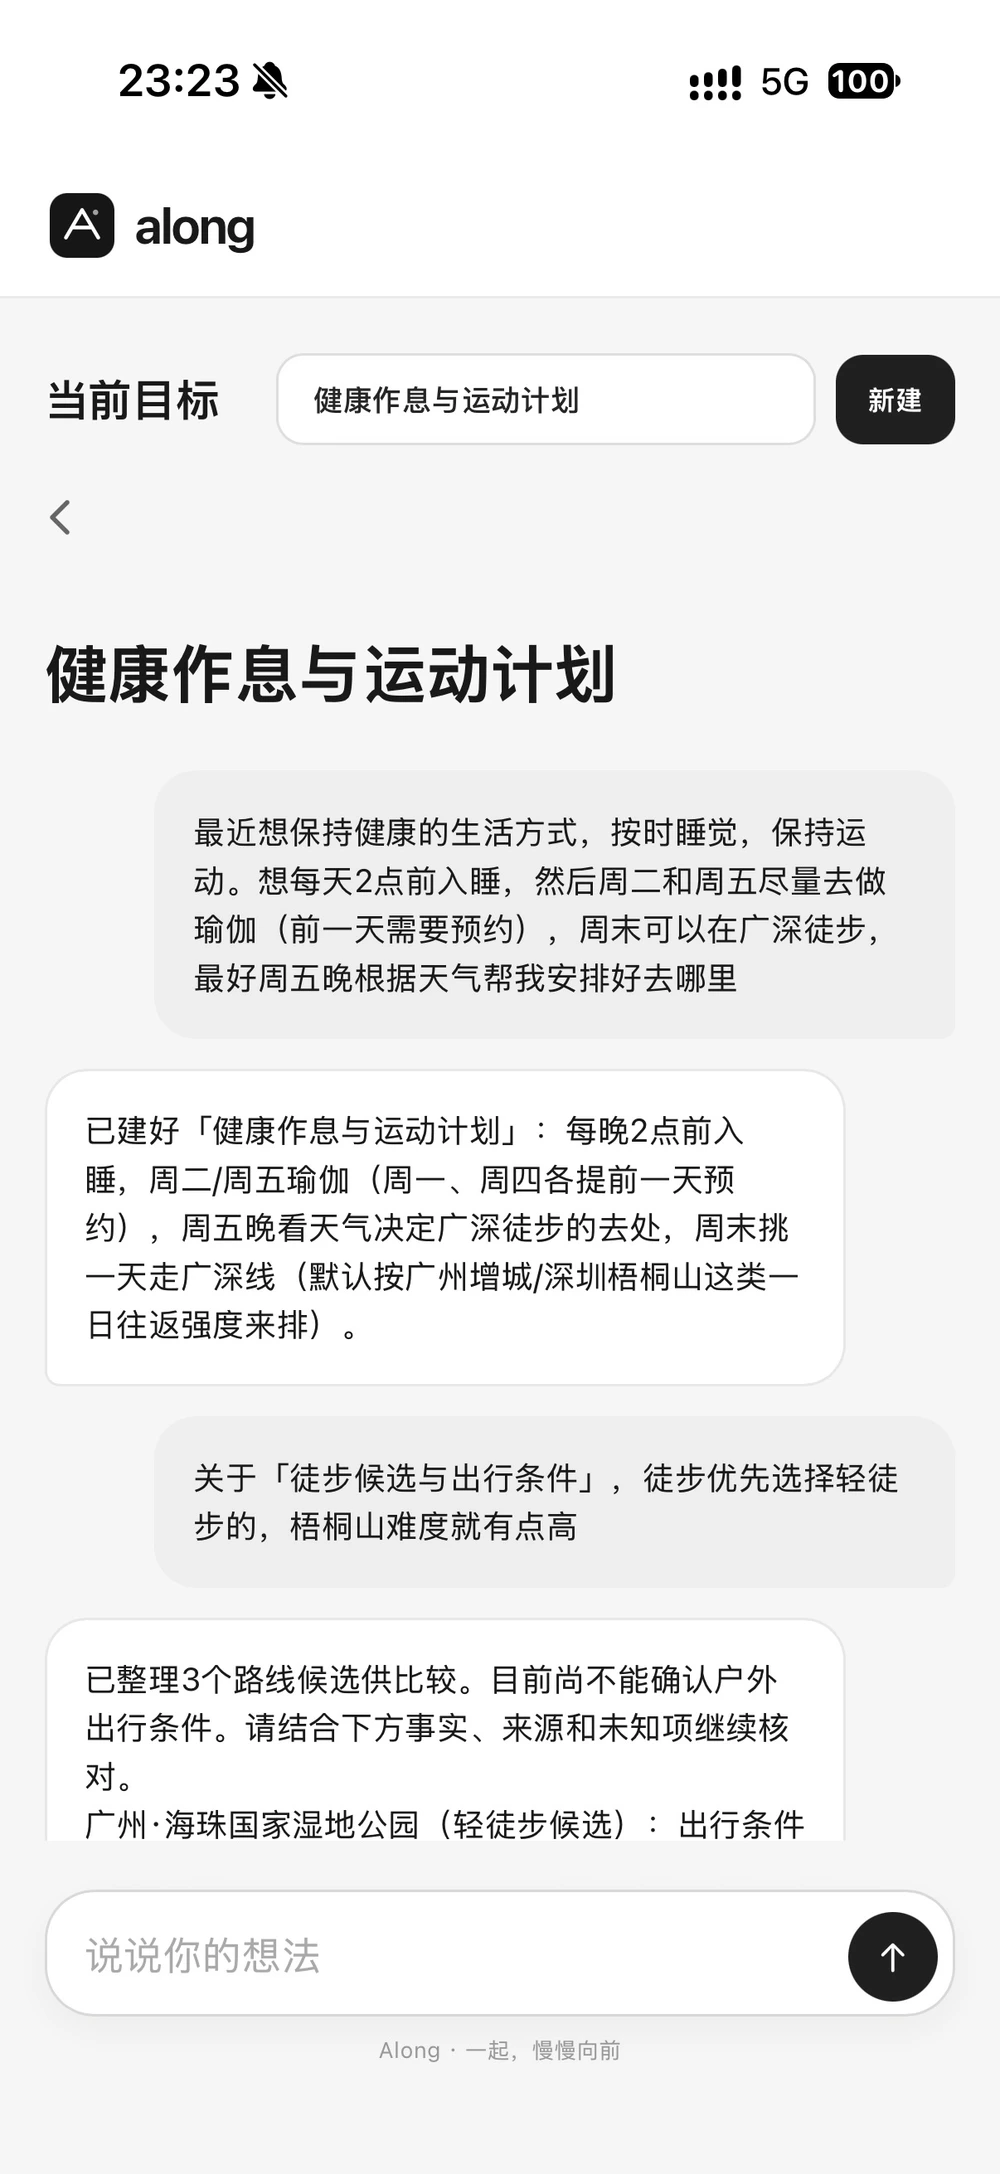 23:23
5G
100
along
当前目标
健康作息与运动计划
新建
健康作息与运动计划
最近想保持健康的生活方式，按时睡觉，保持运
动。想每天2点前入睡，然后周二和周五尽量去做
瑜伽（前一天需要预约），周末可以在广深徒步，
最好周五晚根据天气帮我安排好去哪里
已建好「健康作息与运动计划」：每晚2点前入
睡，周二/周五瑜伽（周一、周四各提前一天预
约），周五晚看天气决定广深徒步的去处，周末挑
一天走广深线（默认按广州增城/深圳梧桐山这类一
日往返强度来排）。
关于「徒步候选与出行条件」，徒步优先选择轻徒
步的，梧桐山难度就有点高
已整理3个路线候选供比较。目前尚不能确认户外
出行条件。请结合下方事实、来源和未知项继续核
对。
广州·海珠国家湿地公园（轻徒步候选）：出行条件
说说你的想法
Along · 一起，慢慢向前